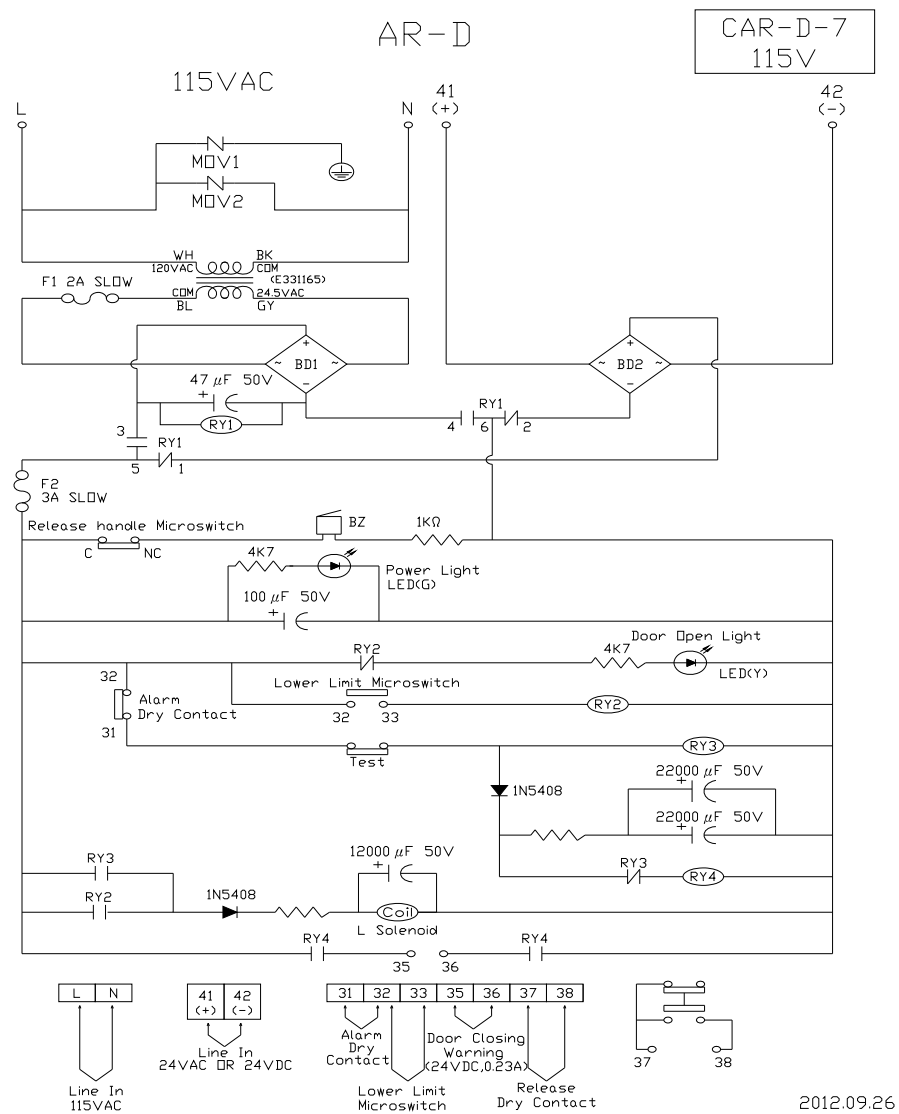 AR-D
CAR-D-7
115V
115VAC
L
N
41
(+)
42
(-)
MOV1
MOV2
WH
BK
120VAC
COM
(E331165)
F1 2A SLOW
COM
24.5VAC
BL
GY
+
~ BD1 ~
-
+
~ BD2 ~
-
47 μF 50V
+
RY1
RY1
4
6
2
3
RY1
5
1
F2
3A SLOW
Release handle Microswitch
BZ
1KΩ
C
NC
4K7
Power Light
LED(G)
100 μF 50V
+
RY2
Door Open Light
4K7
LED(Y)
32
Lower Limit Microswitch
Alarm
Dry Contact
32
33
RY2
31
Test
RY3
22000 μF 50V
+
1N5408
22000 μF 50V
+
RY3
12000 μF 50V
+
RY3
RY4
RY2
1N5408
Coil
L Solenoid
RY4
RY4
35
36
L N
41 42
(+) (-)
31 32 33 35 36 37 38
Line In
115VAC
Line In
24VAC OR 24VDC
Alarm
Dry
Contact
Lower Limit
Microswitch
Door Closing
Warning
(24VDC,0.23A)
Release
Dry Contact
37
38
2012.09.26